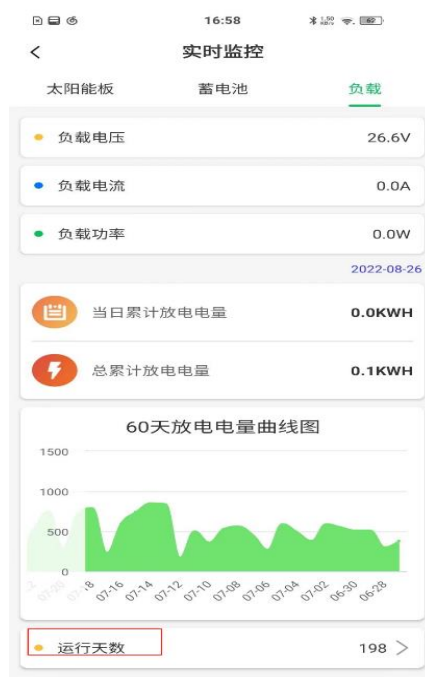 16:58
实时监控
太阳能板 蓄电池 负载
负载电压 26.6V
负载电流 0.0A
负载功率 0.0W
2022-08-26
当日累计放电电量 0.0KWH
总累计放电电量 0.1KWH
60天放电电量曲线图
1500
1000
500
0
07-16 07-14 07-12 07-10 07-08 07-06 07-04 07-02 06-30 06-28
运行天数 198